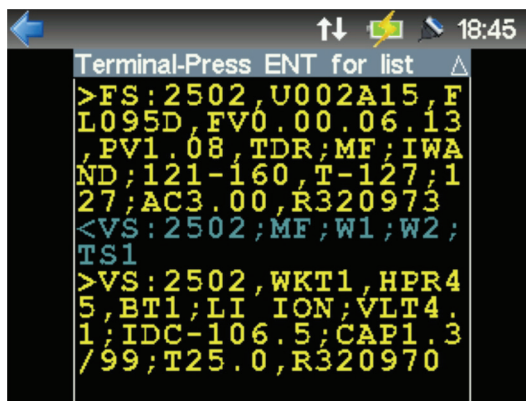 18:45
Terminal-Press ENT for list △
>FS:2502,U002A15,F
L095D,FV0.00.06.13
,PV1.08,TDR;MF;IWA
ND;121-160,T-127;1
27;AC3.00,R320973
<VS:2502;MF;W1;W2;
TS1
>VS:2502,WKT1,HPR4
5,BT1;LI ION;VLT4.
1;IDC-106.5;CAP1.3
/99;T25.0,R320970